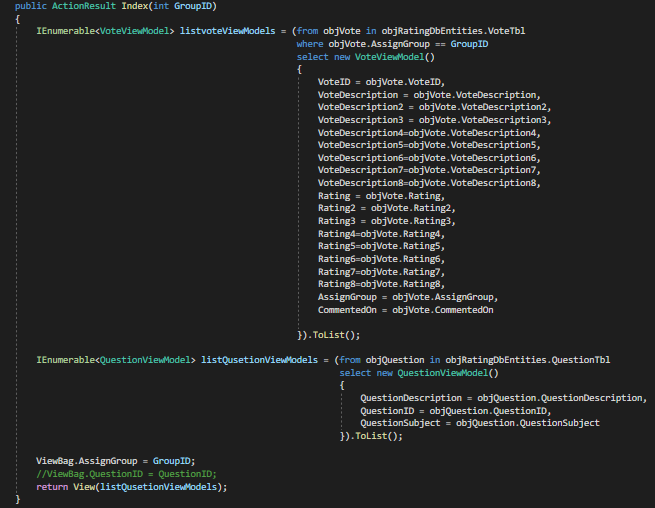 public ActionResult Index(int GroupID)
{
IEnumerable<VoteViewModel> listvoteViewModels = (from objVote in objRatingDbEntities.VoteTbl
where objVote.AssignGroup == GroupID
select new VoteViewModel()
{
VoteID = objVote.VoteID,
VoteDescription = objVote.VoteDescription,
VoteDescription2 = objVote.VoteDescription2,
VoteDescription3 = objVote.VoteDescription3,
VoteDescription4=objVote.VoteDescription4,
VoteDescription5=objVote.VoteDescription5,
VoteDescription6=objVote.VoteDescription6,
VoteDescription7=objVote.VoteDescription7,
VoteDescription8=objVote.VoteDescription8,
Rating = objVote.Rating,
Rating2 = objVote.Rating2,
Rating3 = objVote.Rating3,
Rating4=objVote.Rating4,
Rating5=objVote.Rating5,
Rating6=objVote.Rating6,
Rating7=objVote.Rating7,
Rating8=objVote.Rating8,
AssignGroup = objVote.AssignGroup,
CommentedOn = objVote.CommentedOn
}).ToList();
IEnumerable<QuestionViewModel> listQusetionViewModels = (from objQuestion in objRatingDbEntities.QuestionTbl
select new QuestionViewModel()
{
QuestionDescription = objQuestion.QuestionDescription,
QuestionID = objQuestion.QuestionID,
QuestionSubject = objQuestion.QuestionSubject
}).ToList();
ViewBag.AssignGroup = GroupID;
//ViewBag.QuestionID = QuestionID;
return View(listQusetionViewModels);
}